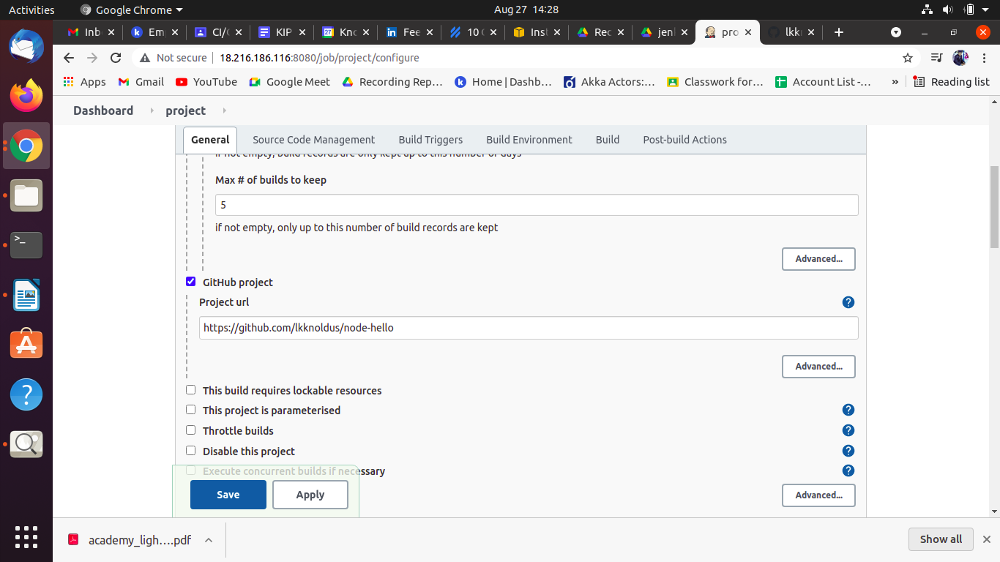 Activities Google Chrome Aug 27 14:28
Inb Em CI/ KIP Kno Fee 10 Inst Rec jenl pro lkk
Not secure 18.216.186.116:8080/job/project/configure
Apps Gmail YouTube Google Meet Recording Rep… Home | Dashb… Akka Actors:… Classwork for… Account List -… » Reading list
Dashboard project
General Source Code Management Build Triggers Build Environment Build Post-build Actions
if not empty, build records are only kept up to this number of days
Max # of builds to keep
5
if not empty, only up to this number of build records are kept
Advanced...
GitHub project
Project url
https://github.com/lkknoldus/node-hello
Advanced...
This build requires lockable resources
This project is parameterised
Throttle builds
Disable this project
Execute concurrent builds if necessary
Save Apply Advanced...
academy_ligh….pdf Show all